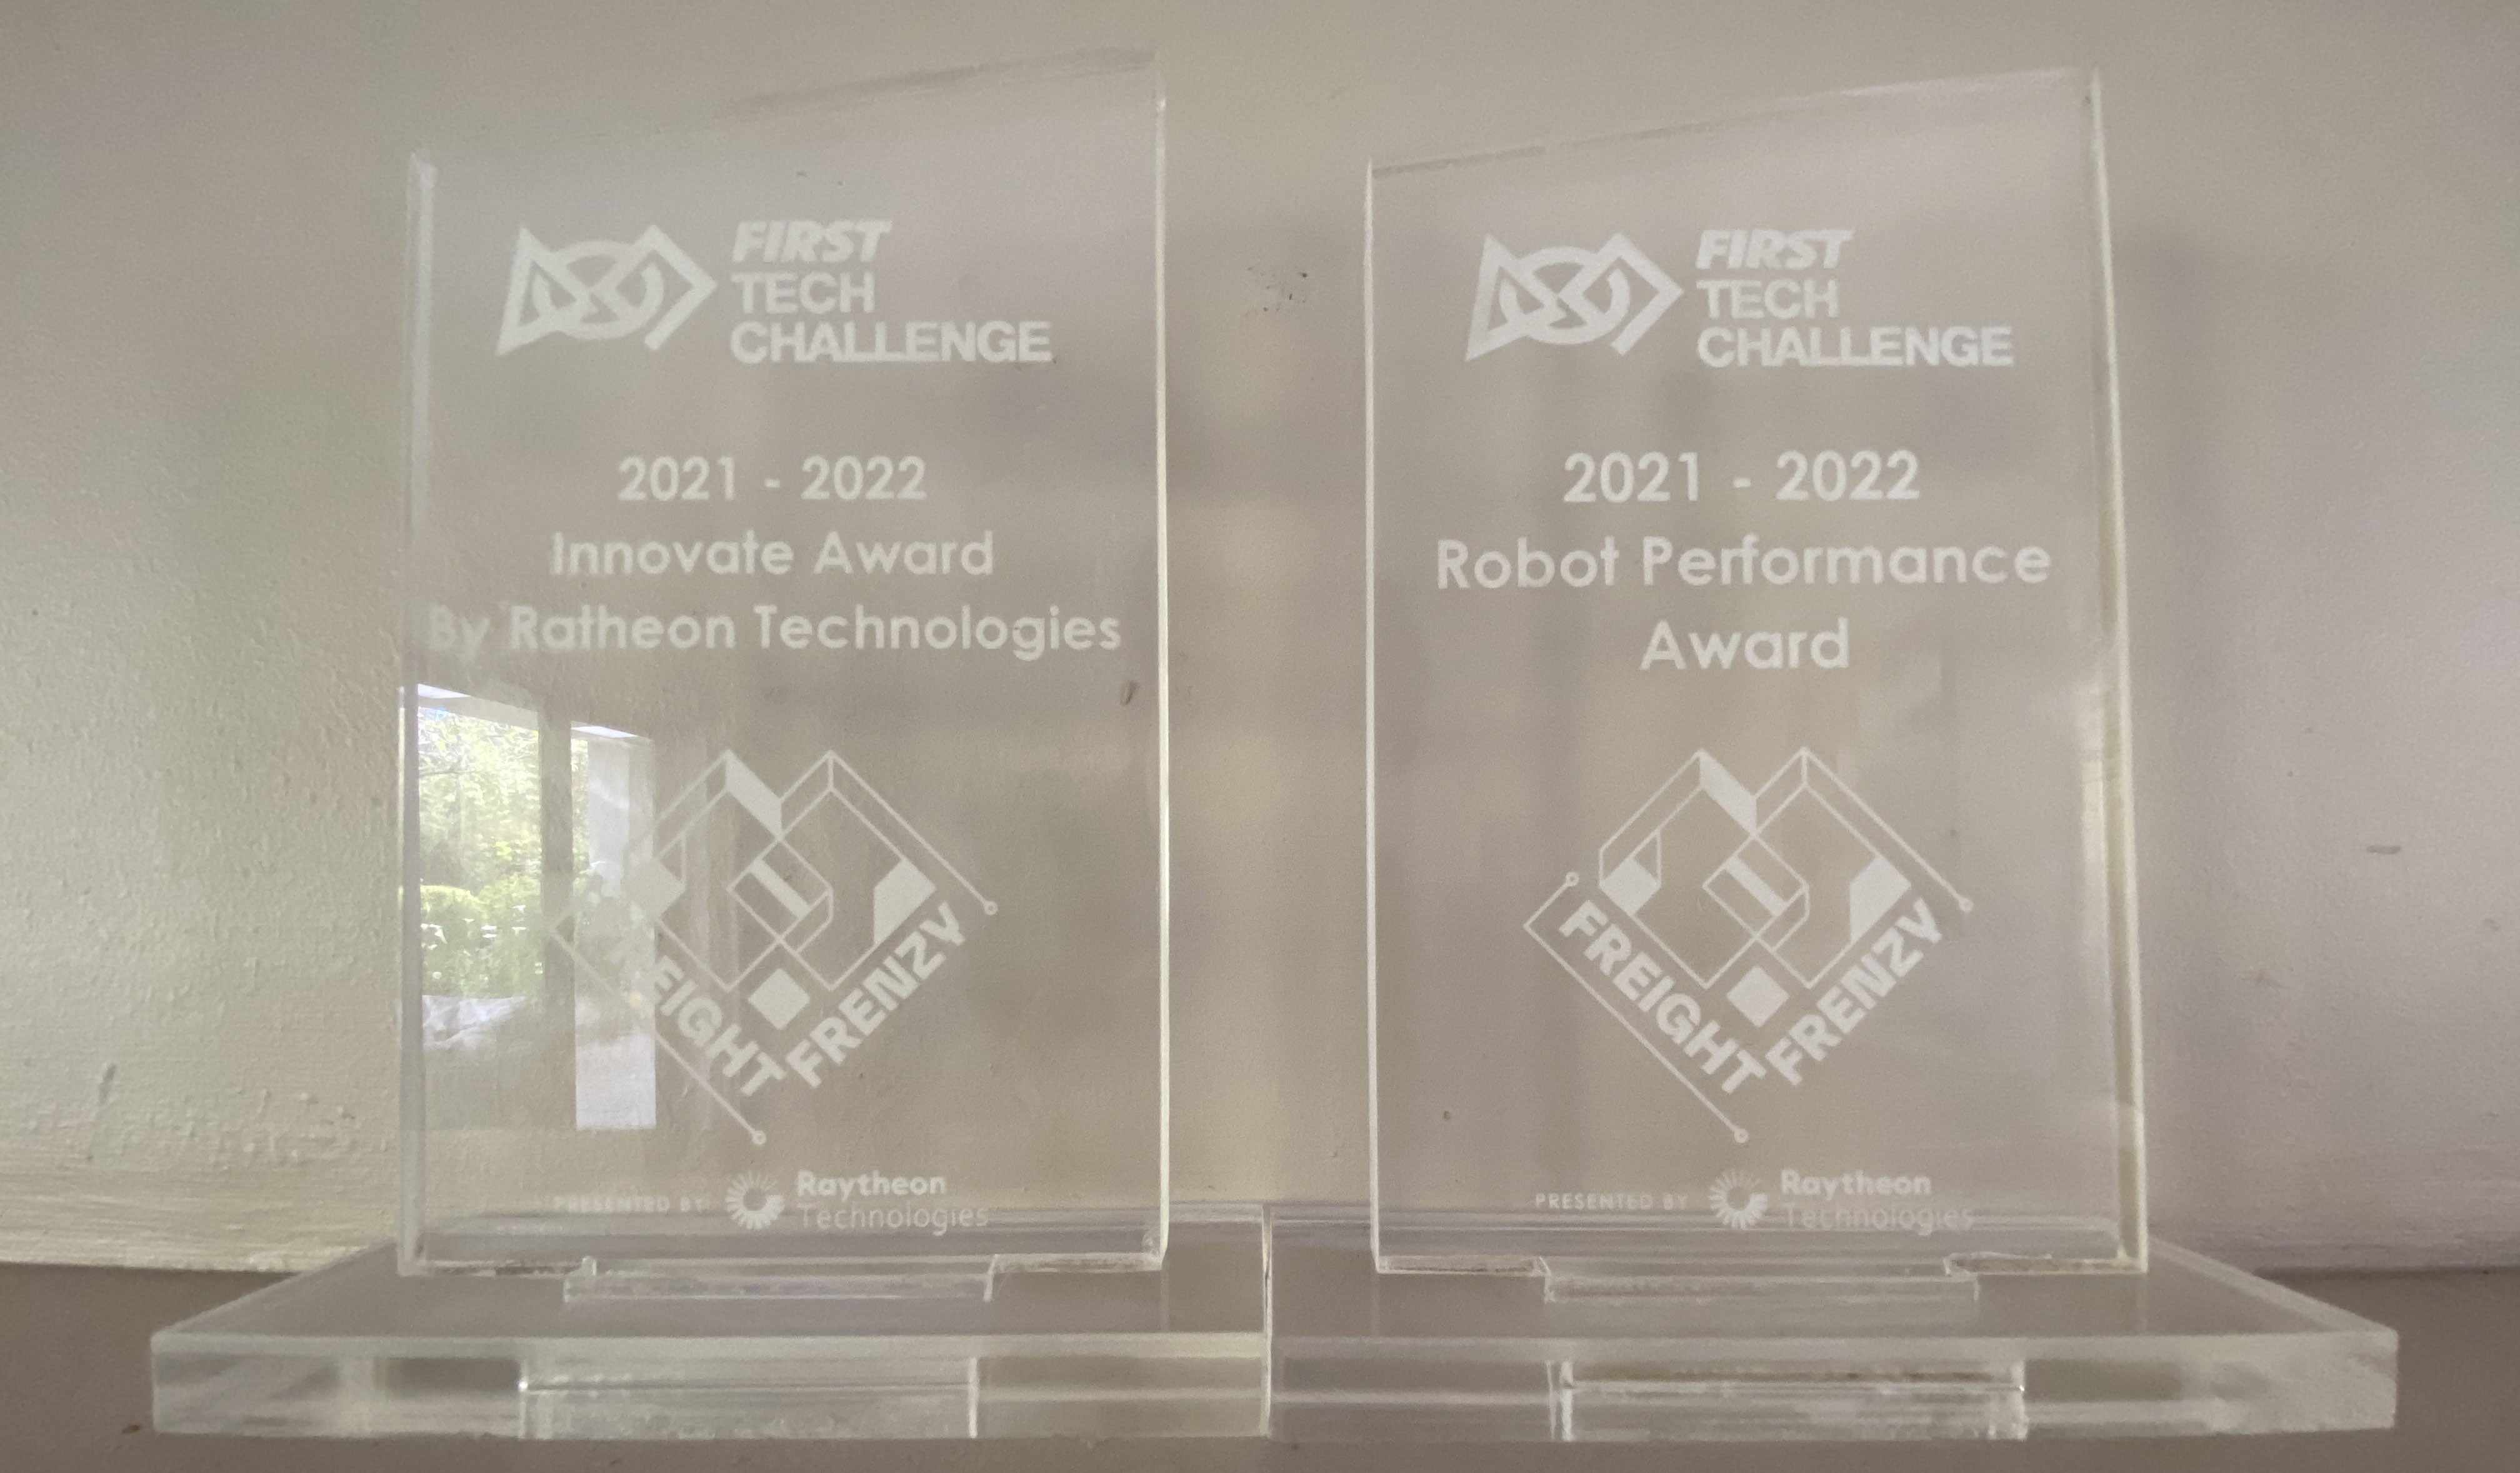 FIRST
TECH
CHALLENGE
2021 - 2022
Innovate Award
By Ratheon Technologies
FREIGHT FRENZY
PRESENTED BY
Raytheon
Technologies
FIRST
TECH
CHALLENGE
2021 - 2022
Robot Performance
Award
FREIGHT FRENZY
PRESENTED BY
Raytheon
Technologies